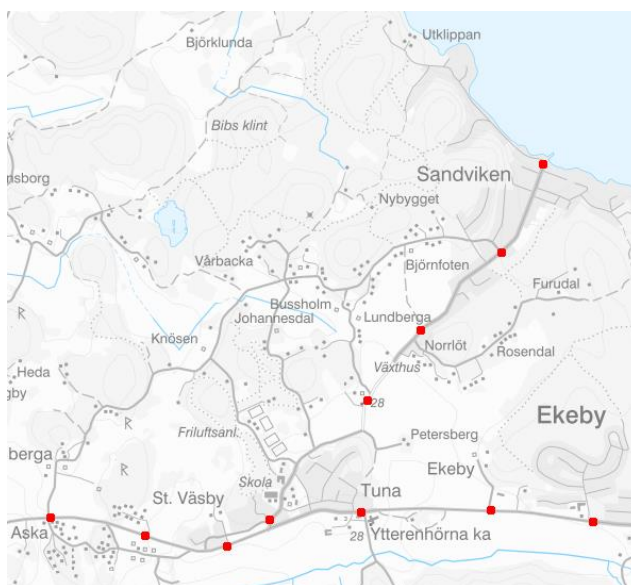 Utklippan
Björklunda
Bibs klint
Sandviken
nsborg
Nybygget
Vårbacka
Björnfoten
Furudal
Bussholm
Lundberga
Johannesdal
Knösen
Norrlöt
Rosendal
Växthus
Heda
gby
28
Ekeby
Friluftsanl.
Petersberg
berga
R
Ekeby
R
Skola
St. Väsby
Tuna
Aska
Ytterenhörna ka
28